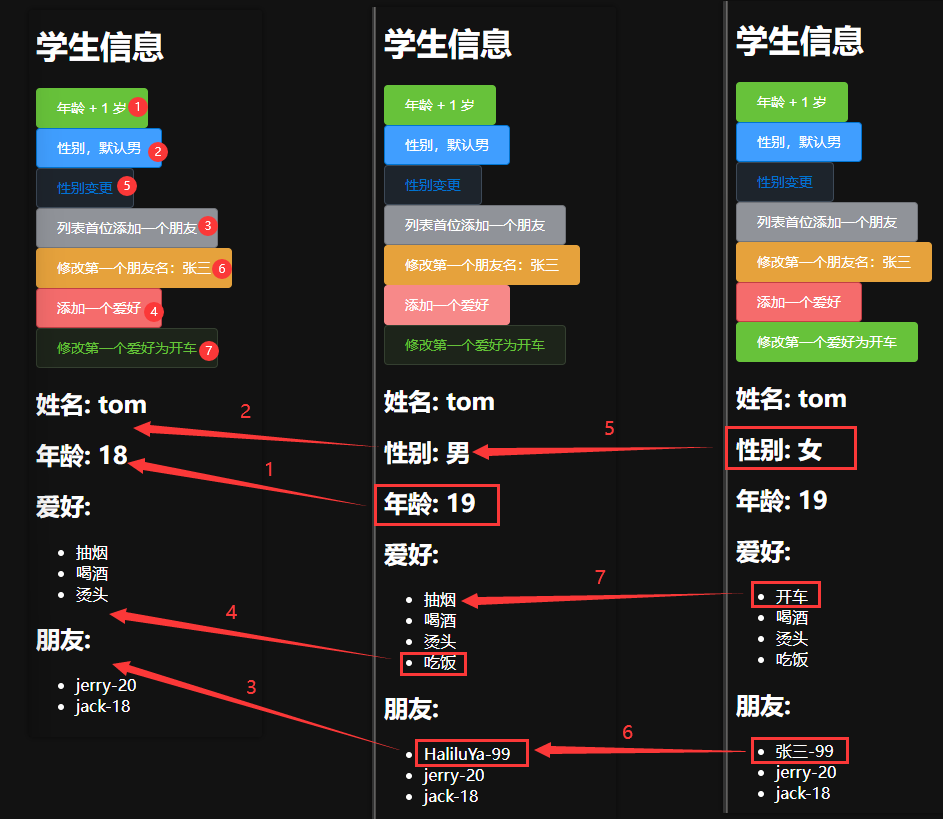 学生信息
年龄 + 1 岁 1
性别，默认男 2
性别变更 5
列表首位添加一个朋友 3
修改第一个朋友名：张三 6
添加一个爱好 4
修改第一个爱好为开车 7
姓名: tom
年龄: 18
爱好:
抽烟
喝酒
烫头
朋友:
jerry-20
jack-18
2
1
4
3
学生信息
年龄 + 1 岁
性别，默认男
性别变更
列表首位添加一个朋友
修改第一个朋友名：张三
添加一个爱好
修改第一个爱好为开车
姓名: tom
性别: 男
年龄: 19
爱好:
抽烟
喝酒
烫头
吃饭
朋友:
HaliluYa-99
jerry-20
jack-18
5
7
6
学生信息
年龄 + 1 岁
性别，默认男
性别变更
列表首位添加一个朋友
修改第一个朋友名：张三
添加一个爱好
修改第一个爱好为开车
姓名: tom
性别: 女
年龄: 19
爱好:
开车
喝酒
烫头
吃饭
朋友:
张三-99
jerry-20
jack-18